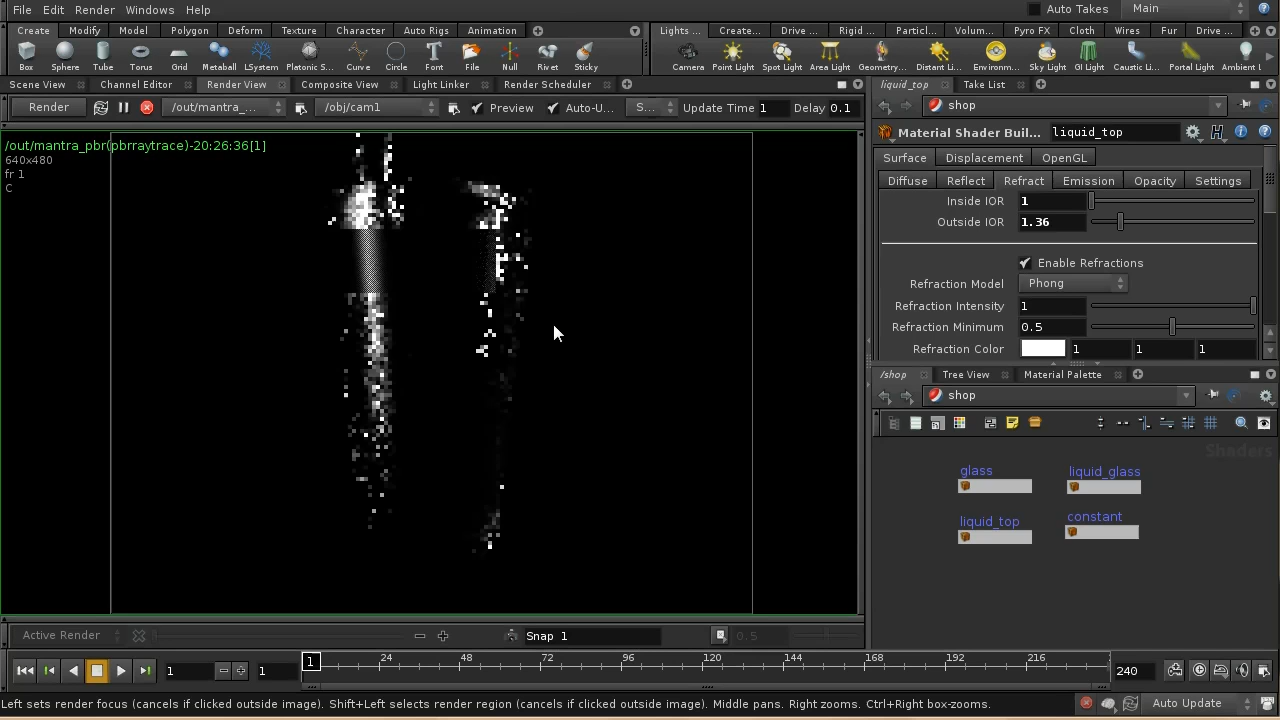 File Edit Render Windows Help Auto Takes Main
Create Modify Model Polygon Deform Texture Character Auto Rigs Animation Lights ... Create... Drive ... Rigid ... Particl... Volum... Pyro FX Cloth Wires Fur Drive ...
Box Sphere Tube Torus Grid Metaball LSystem Platonic S... Curve Circle Font Null File Rivet Sticky Camera Point Light Spot Light Area Light Geometry... Distant Li... Environm... Sky Light GI Light Caustic Li... Portal Light Ambient L
Scene View Channel Editor Render View Composite View Light Linker Render Scheduler liquid_top Take List
Render /out/mantra_... /obj/cam1 Preview Auto-U... S... Update Time 1 Delay 0.1 shop
Material Shader Buil... liquid_top
/out/mantra_pbr(pbrraytrace)-20:26:36[1]
640x480
fr 1
C
Surface Displacement OpenGL
Diffuse Reflect Refract Emission Opacity Settings
Inside IOR 1
Outside IOR 1.36
Enable Refractions
Refraction Model Phong
Refraction Intensity 1
Refraction Minimum 0.5
Refraction Color 1 1 1
/shop Tree View Material Palette
shop
Shaders
glass liquid_glass
liquid_top constant
Active Render Snap 1 0.5
1 1 1 24 48 72 96 120 144 168 192 216 240
Left sets render focus (cancels if clicked outside image). Shift+Left selects render region (cancels if clicked outside image). Middle pans. Right zooms. Ctrl+Right box-zooms. Auto Update